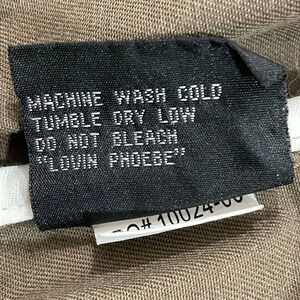 MACHINE WASH COLD
TUMBLE DRY LOW
DO NOT BLEACH
"LOVIN PHOEBE"